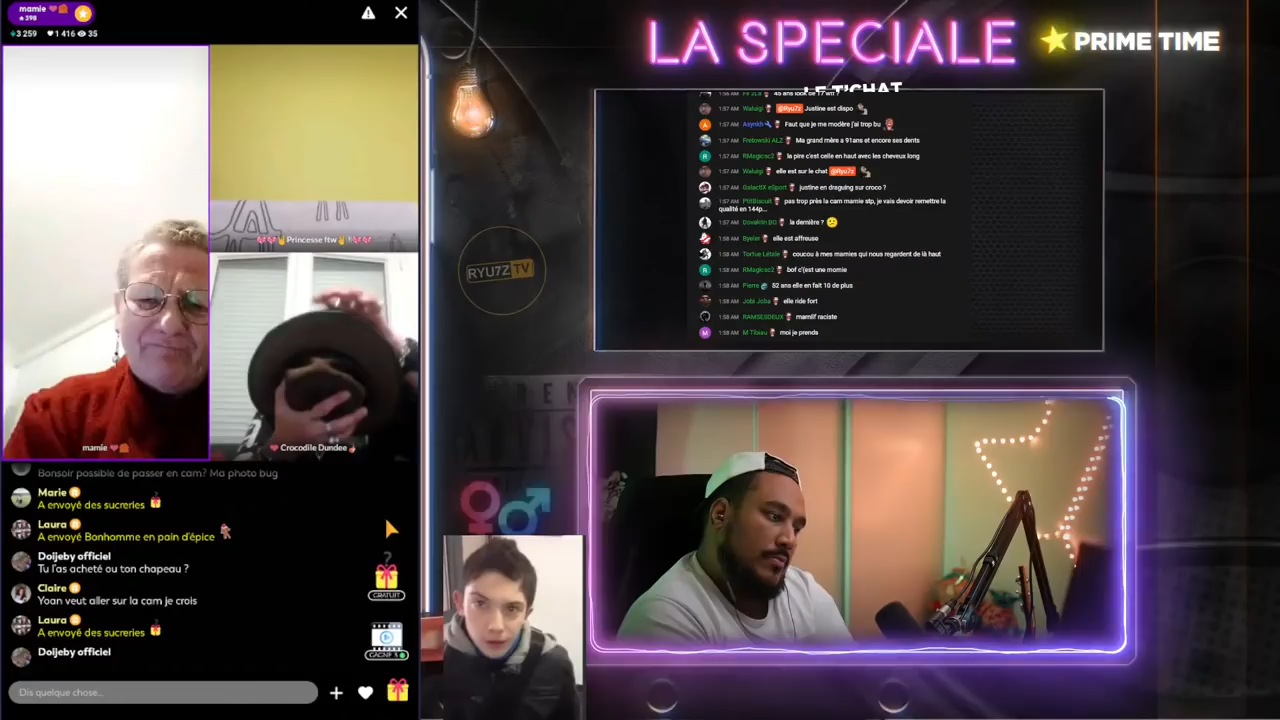 mamie
398
3 259 1 416 35
Princesse ftw
mamie
Crocodile Dundee
Bonsoir possible de passer en cam? Ma photo bug
Marie
A envoyé des sucreries
Laura
A envoyé Bonhomme en pain d'épice
Doijeby officiel
Tu l'as acheté ou ton chapeau ?
Claire
Yoan veut aller sur la cam je crois
Laura
A envoyé des sucreries
Doijeby officiel
GRATUIT
Dis quelque chose...
LA SPECIALE
PRIME TIME
LE T'CHAT
1:57 AM Waluigi @Ryu7z Justine est dispo
1:57 AM Asynkh Faut que je me modère j'ai trop bu
1:57 AM Frebowski ALZ Ma grand mère a 91ans et encore ses dents
1:57 AM RMagicsc2 la pire c'est celle en haut avec les cheveux long
1:57 AM Waluigi elle est sur le chat @Ryu7z
1:57 AM GalactiX eSport justine en draguing sur croco ?
1:57 AM PtitBiscuit pas trop près la cam mamie stp, je vais devoir remettre la
qualité en 144p...
1:57 AM Dovakhin BG la dernière ?
1:58 AM Byelel elle est affreuse
1:58 AM Tortue Létale coucou à mes mamies qui nous regardent de là haut
1:58 AM RMagicsc2 .bof c'(est une momie
1:58 AM Pierre 52 ans elle en fait 10 de plus
1:58 AM Jobi Joba elle ride fort
1:58 AM RAMSESDEUX mamiif raciste
1:58 AM M Tibiau moi je prends
RYU7Z TV